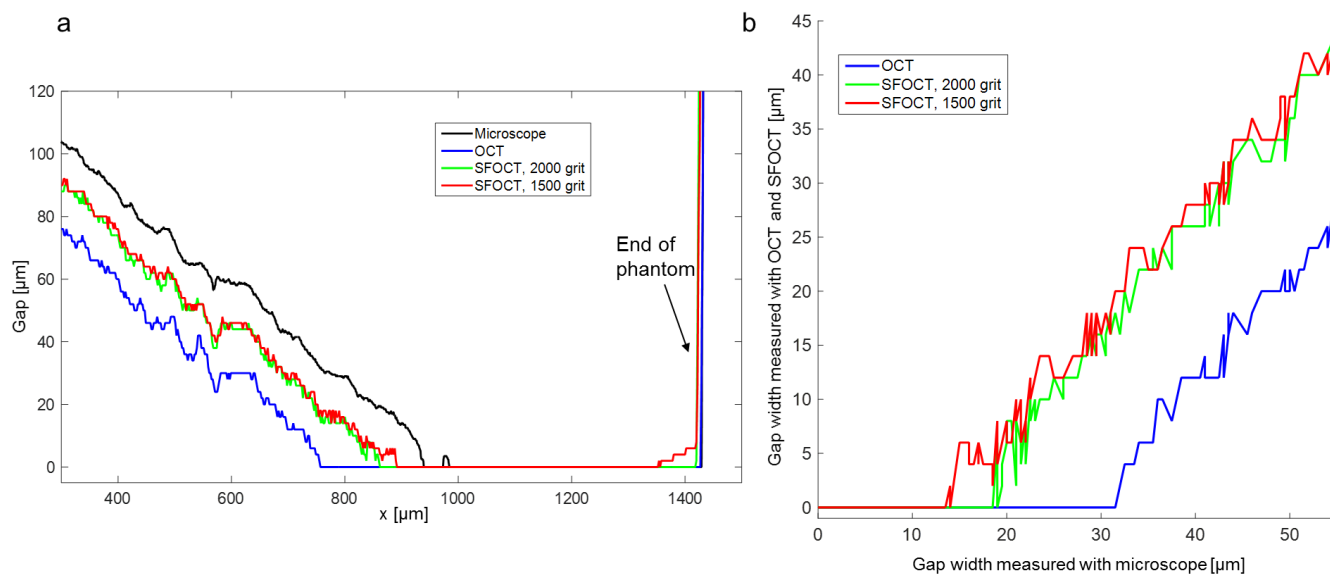 a
120
100
80
60
40
20
0
Gap [µm]
400
600
800
1000
1200
1400
x [µm]
Microscope
OCT
SFOCT, 2000 grit
SFOCT, 1500 grit
End of
phantom
b
45
40
35
30
25
20
15
10
5
0
Gap width measured with OCT and SFOCT [µm]
0
10
20
30
40
50
Gap width measured with microscope [µm]
OCT
SFOCT, 2000 grit
SFOCT, 1500 grit